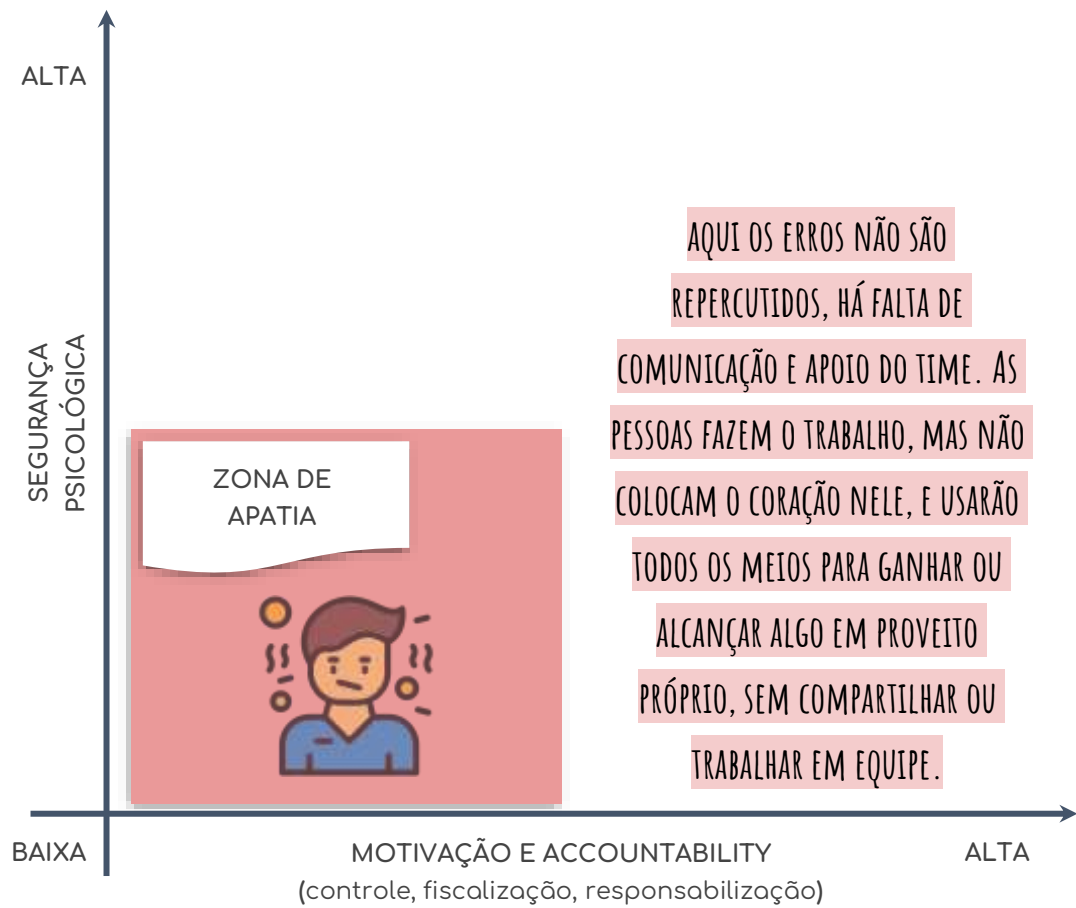 ALTA
SEGURANÇA
PSICOLÓGICA
ZONA DE
APATIA
AQUI OS ERROS NÃO SÃO
REPERCUTIDOS, HÁ FALTA DE
COMUNICAÇÃO E APOIO DO TIME. AS
PESSOAS FAZEM O TRABALHO, MAS NÃO
COLOCAM O CORAÇÃO NELE, E USARÃO
TODOS OS MEIOS PARA GANHAR OU
ALCANÇAR ALGO EM PROVEITO
PRÓPRIO, SEM COMPARTILHAR OU
TRABALHAR EM EQUIPE.
BAIXA
MOTIVAÇÃO E ACCOUNTABILITY
ALTA
(controle, fiscalização, responsabilização)